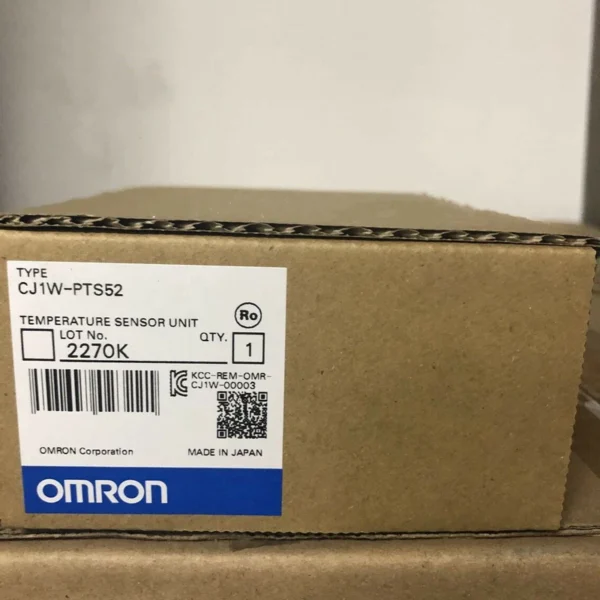 TYPE
CJ1W-PTS52
Ro
TEMPERATURE SENSOR UNIT
LOT No. QTY.
2270K 1
KCC-REM-OMR-
CJ1W-00003
OMRON Corporation MADE IN JAPAN
OMRON